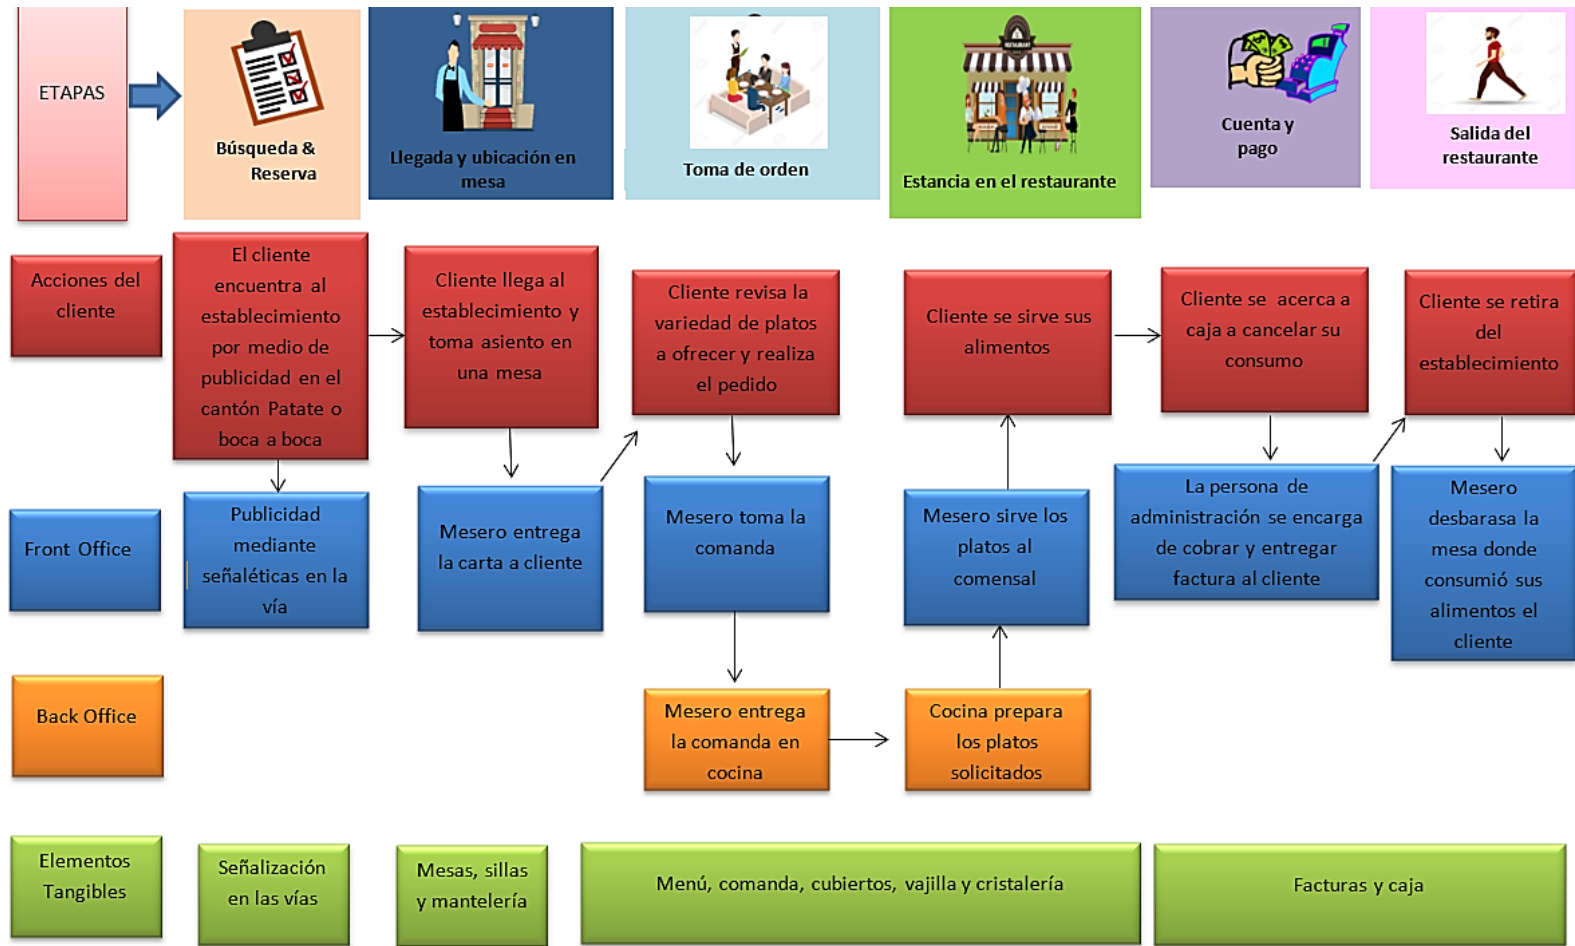 ETAPAS
Búsqueda &
Reserva
Llegada y ubicación en
mesa
Toma de orden
Estancia en el restaurante
Cuenta y
pago
Salida del
restaurante
Acciones del
cliente
El cliente
encuentra al
establecimiento
por medio de
publicidad en el
cantón Patate o
boca a boca
Cliente llega al
establecimiento y
toma asiento en
una mesa
Cliente revisa la
variedad de platos
a ofrecer y realiza
el pedido
Cliente se sirve sus
alimentos
Cliente se acerca a
caja a cancelar su
consumo
Cliente se retira
del
establecimiento
Front Office
Publicidad
mediante
señaléticas en la
vía
Mesero entrega
la carta a cliente
Mesero toma la
comanda
Mesero sirve los
platos al
comensal
La persona de
administración se encarga
de cobrar y entregar
factura al cliente
Mesero
desbarasa la
mesa donde
consumió sus
alimentos el
cliente
Back Office
Mesero entrega
la comanda en
cocina
Cocina prepara
los platos
solicitados
Elementos
Tangibles
Señalización
en las vías
Mesas, sillas
y mantelería
Menú, comanda, cubiertos, vajilla y cristalería
Facturas y caja